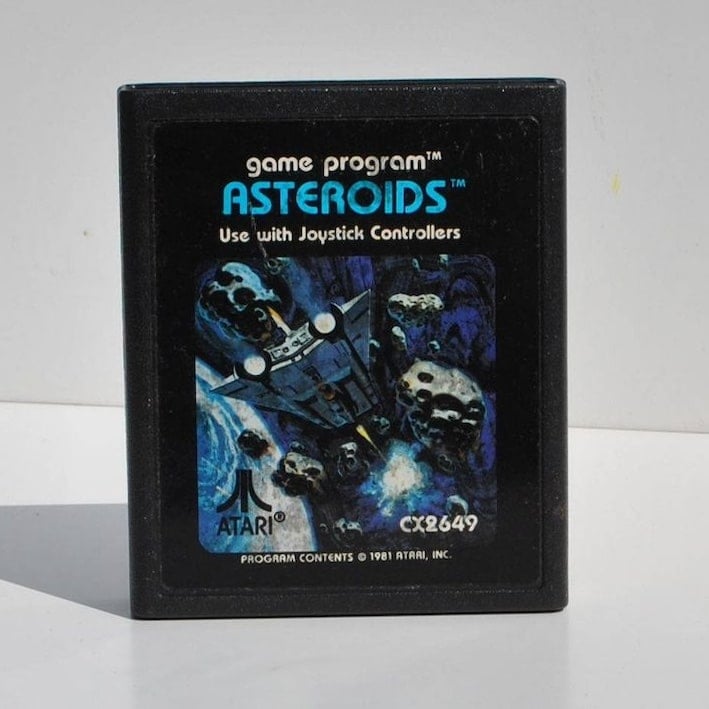 game program™
ASTEROIDS™
Use with Joystick Controllers
ATARI®
CX2649
PROGRAM CONTENTS © 1981 ATARI, INC.